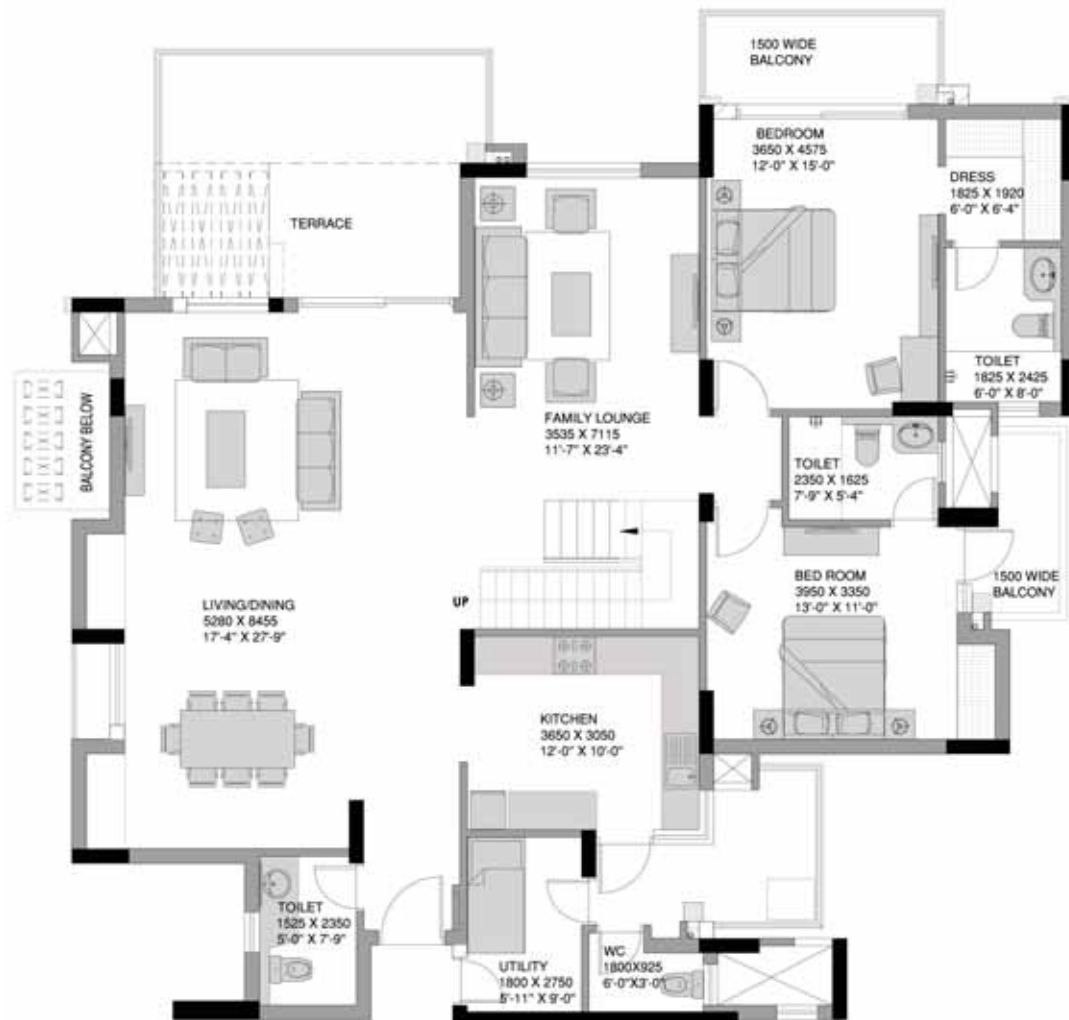 1500 WIDE
BALCONY
BEDROOM
3650 X 4575
12'-0" X 15'-0"
DRESS
1825 X 1920
6'-0" X 6'-4"
TERRACE
TOILET
1825 X 2425
6'-0" X 8'-0"
BALCONY BELOW
FAMILY LOUNGE
3535 X 7115
11'-7" X 23'-4"
TOILET
2350 X 1625
7'-9" X 5'-4"
BED ROOM
3950 X 3350
13'-0" X 11'-0"
1500 WIDE
BALCONY
UP
LIVING/DINING
5280 X 8455
17'-4" X 27'-9"
KITCHEN
3650 X 3050
12'-0" X 10'-0"
TOILET
1525 X 2350
5'-0" X 7'-9"
UTILITY
1800 X 2750
5'-11" X 9'-0"
WC
1800X925
6'-0"X3'-0"